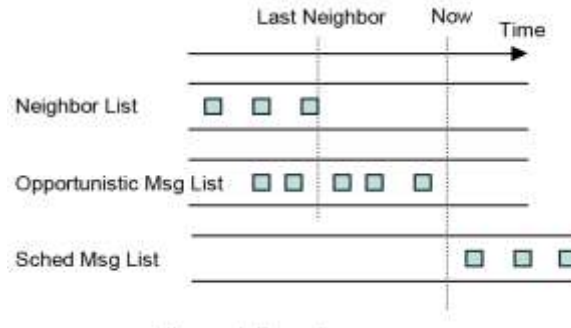 Last Neighbor
Now
Time
Neighbor List
Opportunistic Msg List
Sched Msg List